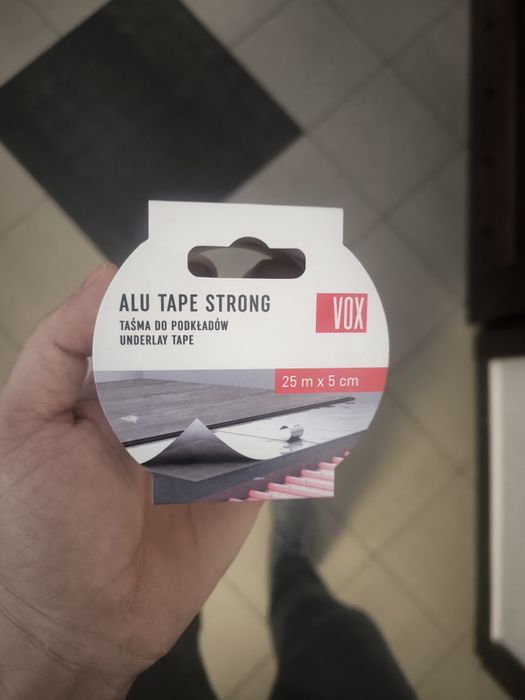 ALU TAPE STRONG
VOX
TAŚMA DO PODKŁADÓW
UNDERLAY TAPE
25 m x 5 cm